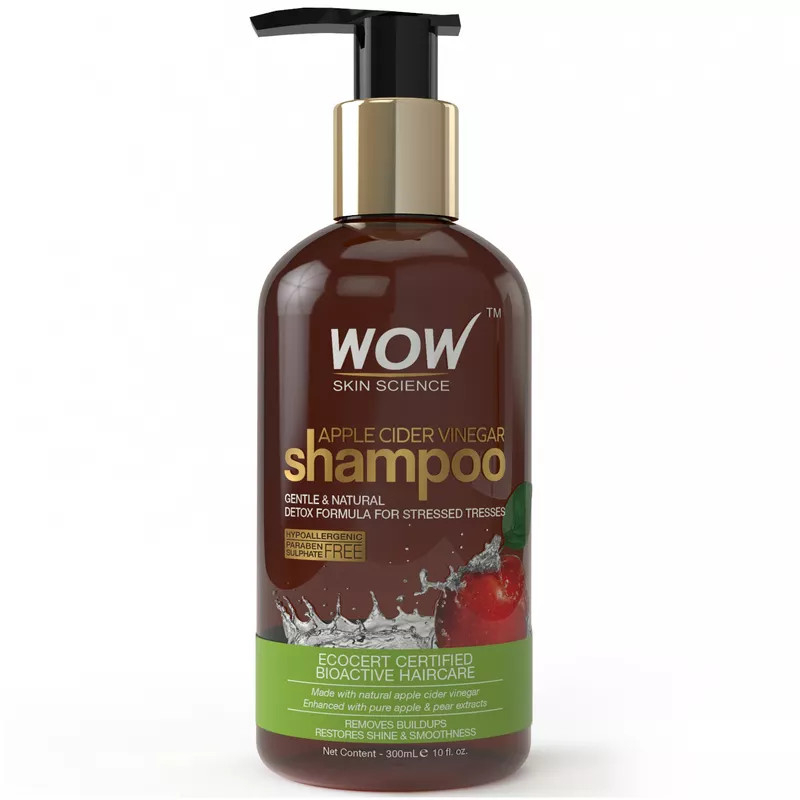 WOW ™
SKIN SCIENCE
APPLE CIDER VINEGAR
shampoo
GENTLE & NATURAL
DETOX FORMULA FOR STRESSED TRESSES
HYPOALLERGENIC
PARABEN
SULPHATE FREE
ECOCERT CERTIFIED
BIOACTIVE HAIRCARE
Made with natural apple cider vinegar
Enhanced with pure apple & pear extracts
REMOVES BUILDUPS
RESTORES SHINE & SMOOTHNESS
Net Content - 300mL ℮ 10 fl. oz.